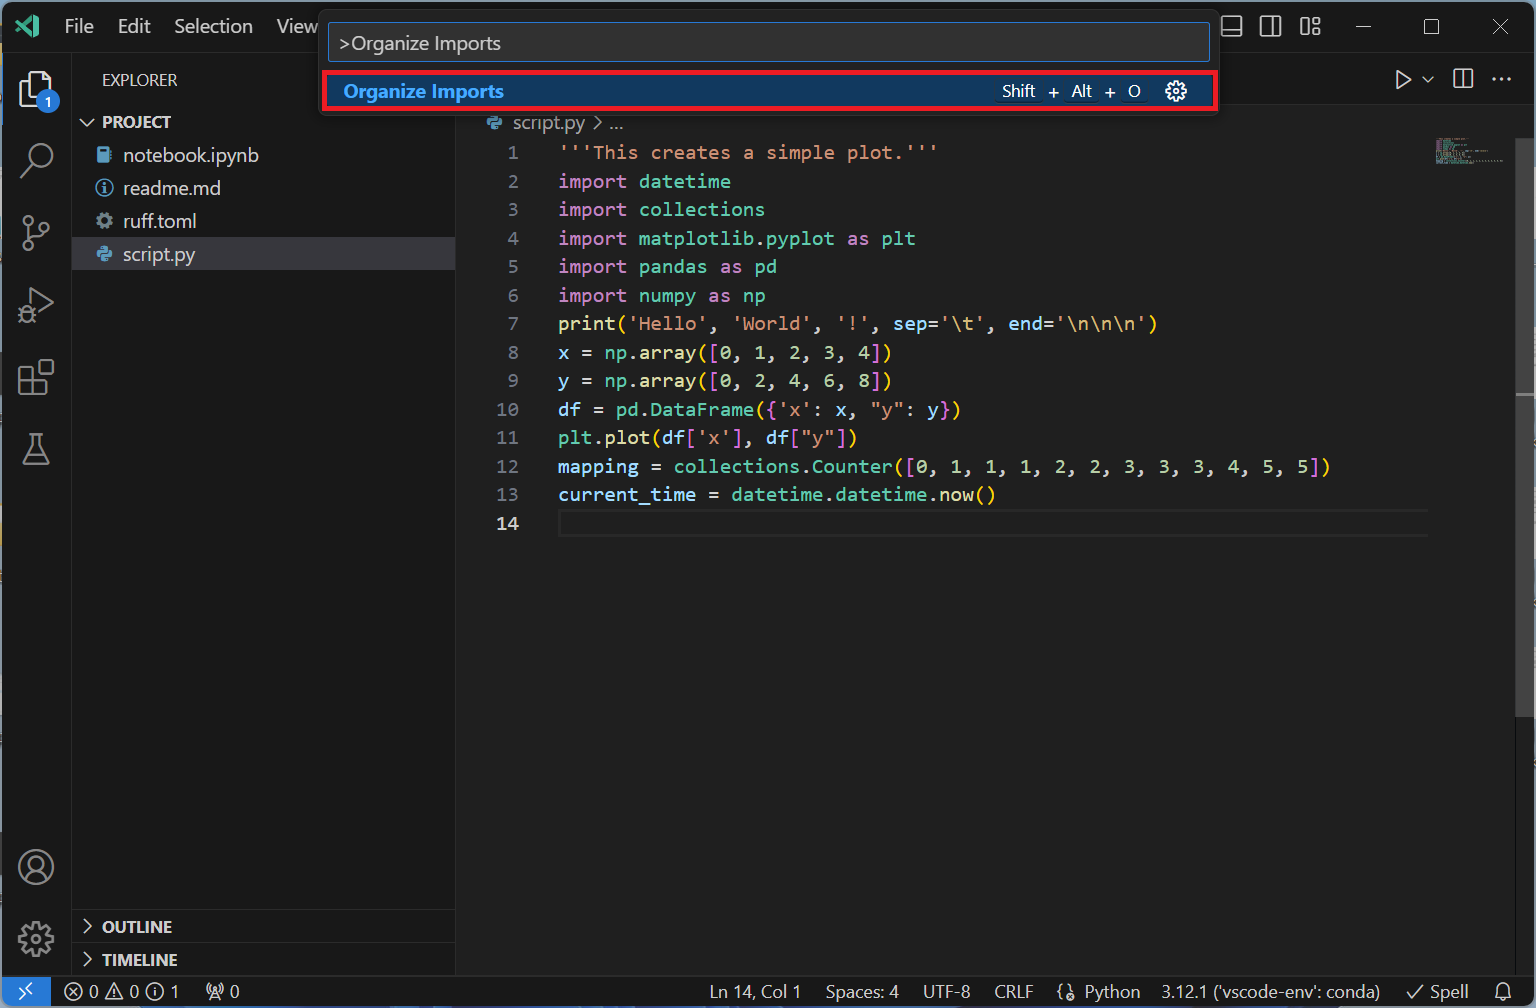 File Edit Selection View
>Organize Imports
Organize Imports Shift + Alt + O
EXPLORER
PROJECT
notebook.ipynb
readme.md
ruff.toml
script.py
OUTLINE
TIMELINE
1
script.py > ...
1 '''This creates a simple plot.'''
2 import datetime
3 import collections
4 import matplotlib.pyplot as plt
5 import pandas as pd
6 import numpy as np
7 print('Hello', 'World', '!', sep='\t', end='\n\n\n')
8 x = np.array([0, 1, 2, 3, 4])
9 y = np.array([0, 2, 4, 6, 8])
10 df = pd.DataFrame({'x': x, "y": y})
11 plt.plot(df['x'], df["y"])
12 mapping = collections.Counter([0, 1, 1, 1, 2, 2, 3, 3, 3, 4, 5, 5])
13 current_time = datetime.datetime.now()
14
0 0 1 0 Ln 14, Col 1 Spaces: 4 UTF-8 CRLF Python 3.12.1 ('vscode-env': conda) Spell